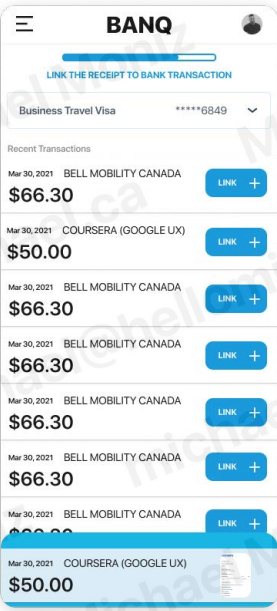 BANQ
LINK THE RECEIPT TO BANK TRANSACTION
Business Travel Visa *****6849
Recent Transactions
Mar 30, 2021 BELL MOBILITY CANADA
$66.30
LINK +
Mar 30, 2021 COURSERA (GOOGLE UX)
$50.00
LINK +
Mar 30, 2021 BELL MOBILITY CANADA
$66.30
LINK +
Mar 30, 2021 BELL MOBILITY CANADA
$66.30
LINK +
Mar 30, 2021 BELL MOBILITY CANADA
$66.30
LINK +
Mar 30, 2021 BELL MOBILITY CANADA
$66.30
LINK +
Mar 30, 2021 BELL MOBILITY CANADA
LINK +
Mar 30, 2021 COURSERA (GOOGLE UX)
$50.00